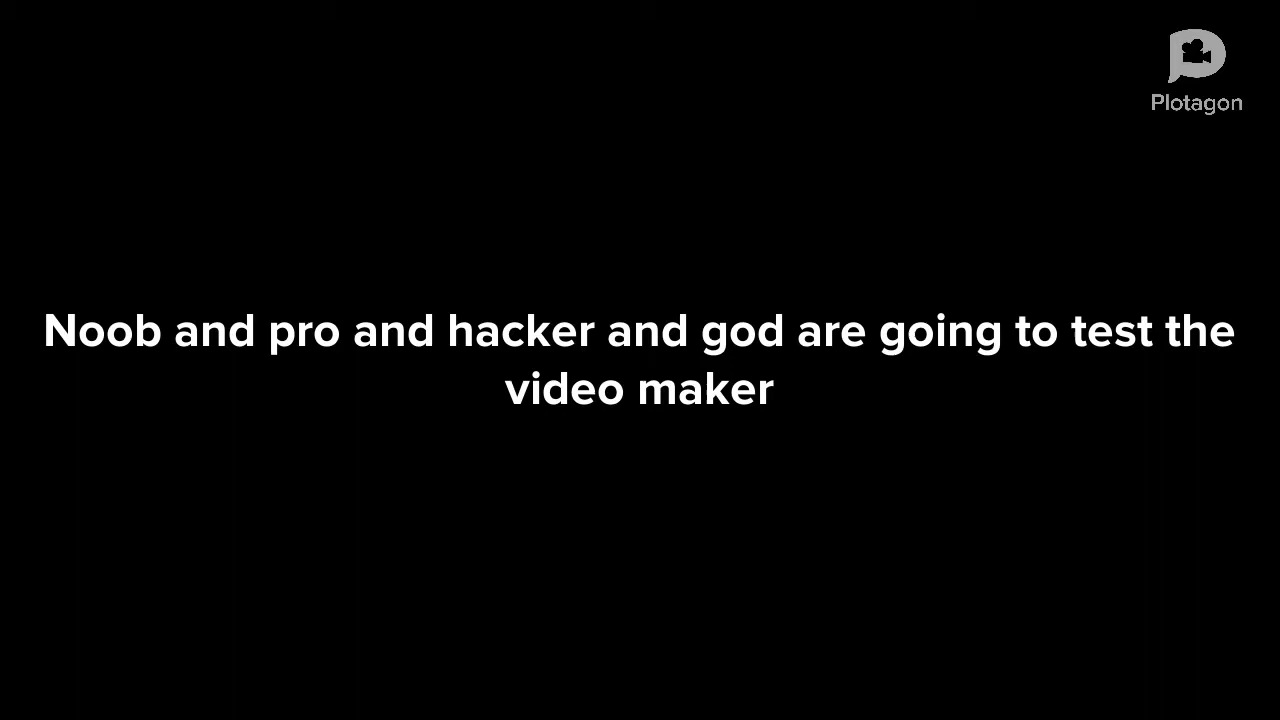 Plotagon
Noob and pro and hacker and god are going to test the
video maker